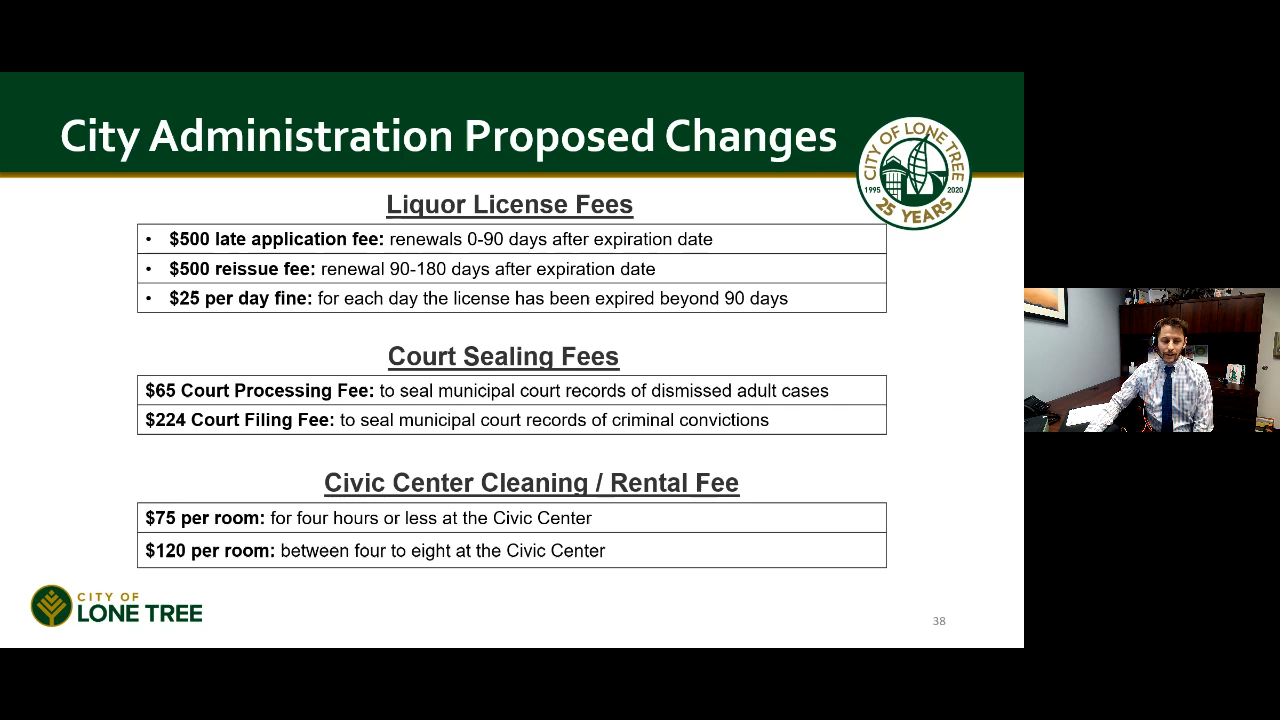 City Administration Proposed Changes
CITY OF LONE TREE
1995
2020
25 YEARS
Liquor License Fees
• $500 late application fee: renewals 0-90 days after expiration date
• $500 reissue fee: renewal 90-180 days after expiration date
• $25 per day fine: for each day the license has been expired beyond 90 days
Court Sealing Fees
$65 Court Processing Fee: to seal municipal court records of dismissed adult cases
$224 Court Filing Fee: to seal municipal court records of criminal convictions
Civic Center Cleaning / Rental Fee
$75 per room: for four hours or less at the Civic Center
$120 per room: between four to eight at the Civic Center
CITY OF
LONE TREE
38